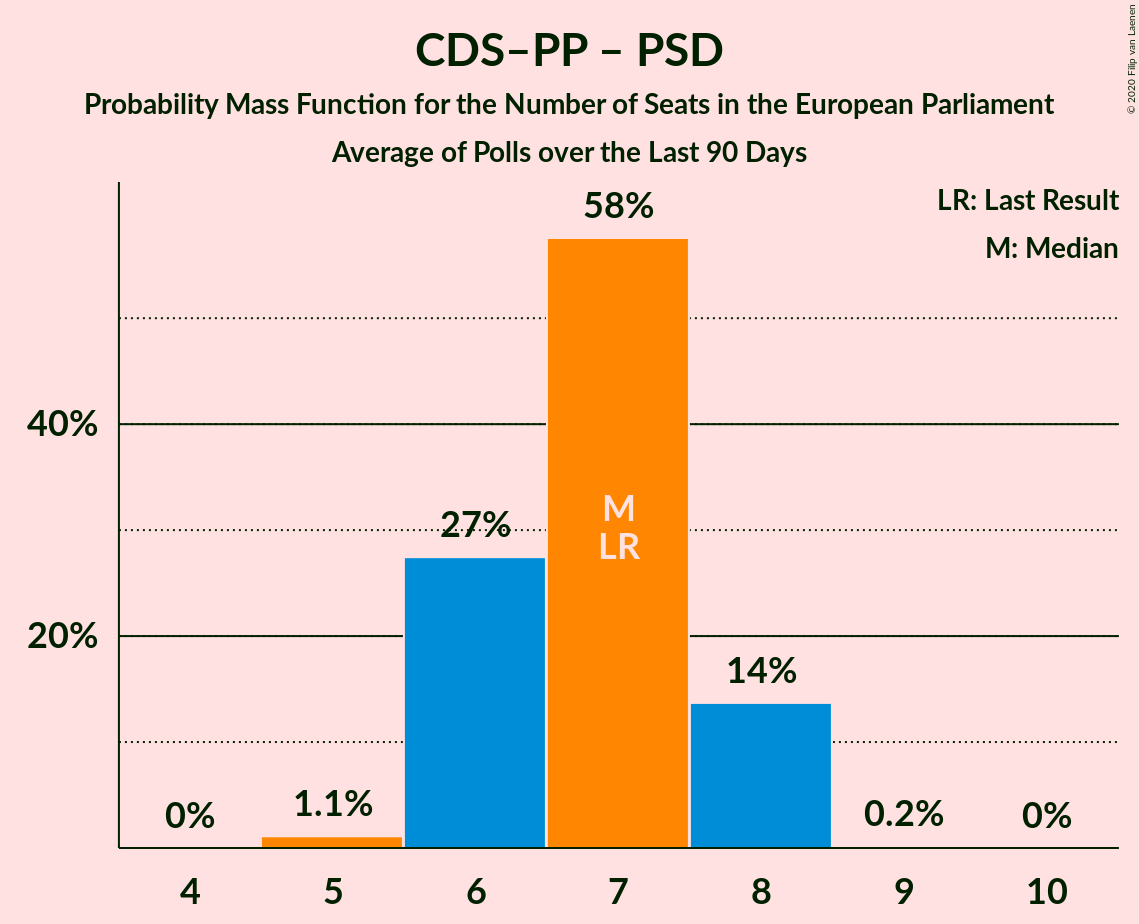 CDS–PP – PSD
Probability Mass Function for the Number of Seats in the European Parliament
Average of Polls over the Last 90 Days
© 2020 Filip van Laenen
LR: Last Result
M: Median
58%
40%
27%
M
LR
20%
14%
0%
1.1%
0.2%
0%
4 5 6 7 8 9 10